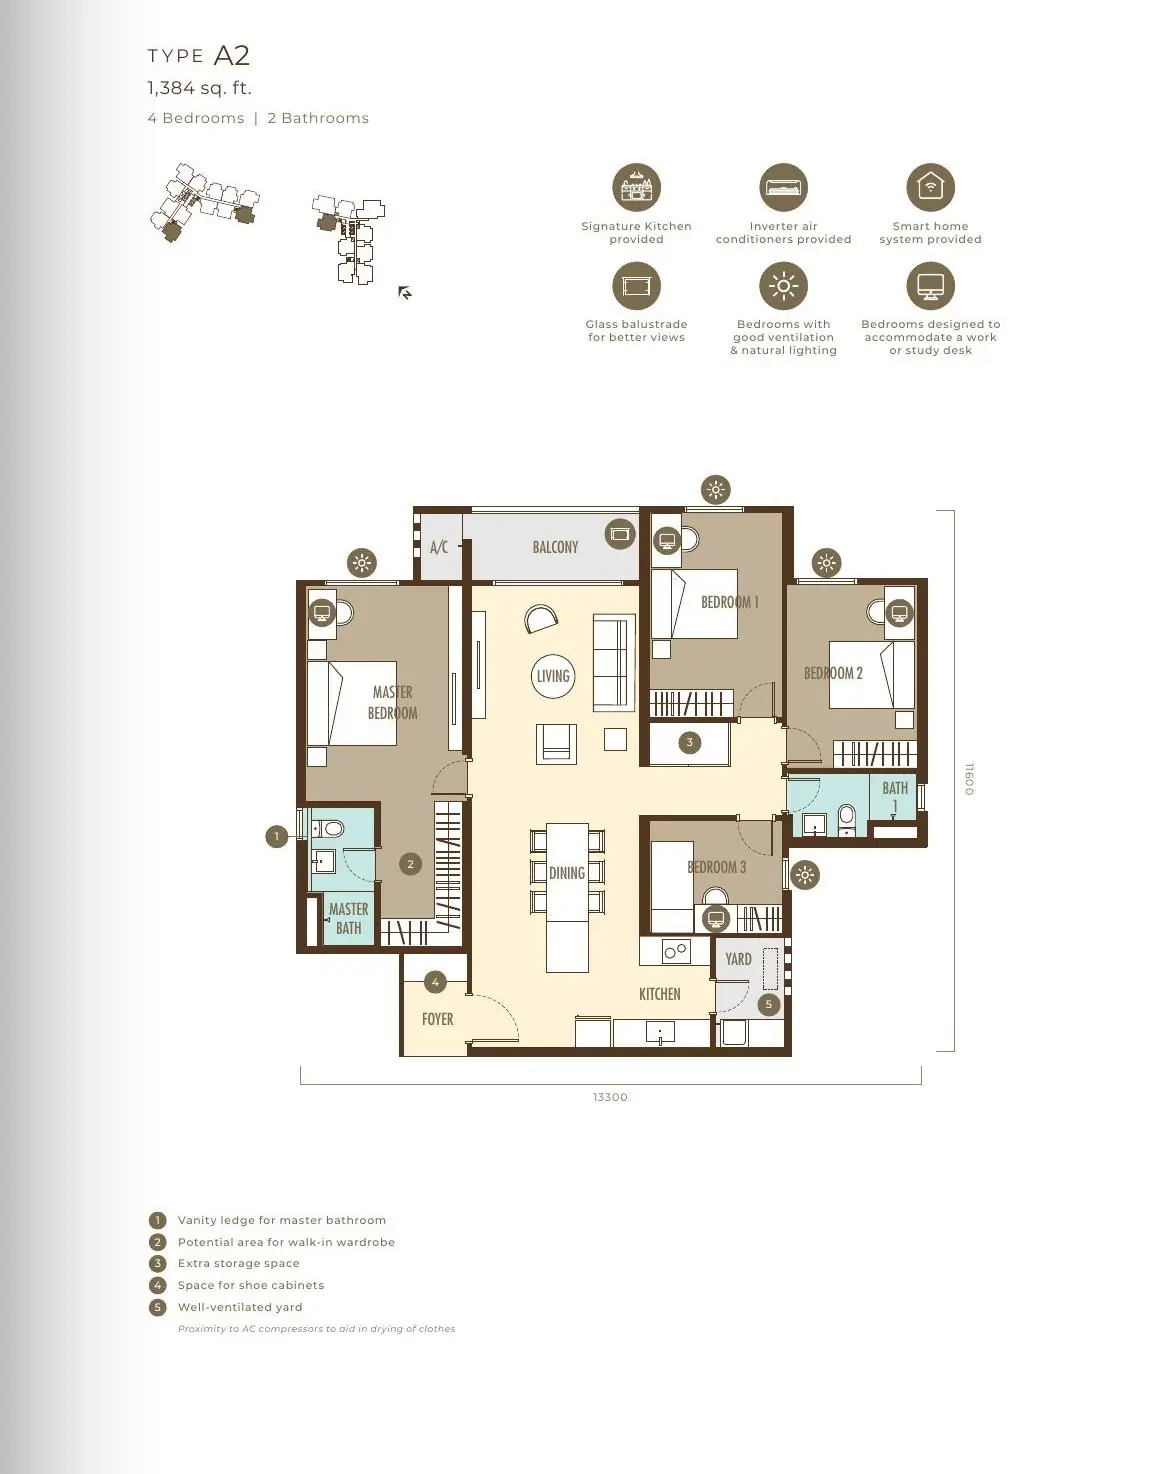 TYPE A2
1,384 sq. ft.
4 Bedrooms | 2 Bathrooms
N
Signature Kitchen
provided
Inverter air
conditioners provided
Smart home
system provided
Glass balustrade
for better views
Bedrooms with
good ventilation
& natural lighting
Bedrooms designed to
accommodate a work
or study desk
A/C
BALCONY
BEDROOM 1
BEDROOM 2
LIVING
MASTER
BEDROOM
3
BATH
1
1
2
DINING
BEDROOM 3
MASTER
BATH
YARD
4
KITCHEN
5
FOYER
11600
13300
1 Vanity ledge for master bathroom
2 Potential area for walk-in wardrobe
3 Extra storage space
4 Space for shoe cabinets
5 Well-ventilated yard
Proximity to AC compressors to aid in drying of clothes